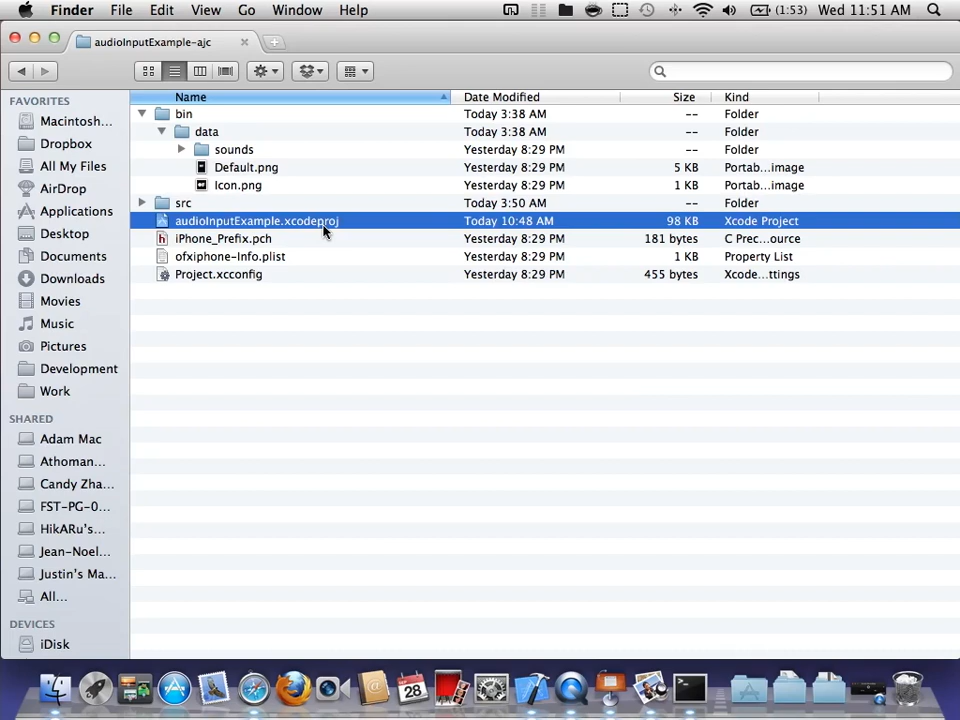 Finder File Edit View Go Window Help (1:53) Wed 11:51 AM
audioInputExample-ajc
Name Date Modified Size Kind
FAVORITES
Macintosh...
Dropbox
All My Files
AirDrop
Applications
Desktop
Documents
Downloads
Movies
Music
Pictures
Development
Work
SHARED
Adam Mac
Athoman...
Candy Zha...
FST-PG-0...
HikARu's...
Jean-Noel...
Justin's Ma...
All...
DEVICES
iDisk
bin Today 3:38 AM -- Folder
data Today 3:38 AM -- Folder
sounds Yesterday 8:29 PM -- Folder
Default.png Yesterday 8:29 PM 5 KB Portab...image
Icon.png Yesterday 8:29 PM 1 KB Portab...image
src Today 3:50 AM -- Folder
audioInputExample.xcodeproj Today 10:48 AM 98 KB Xcode Project
h iPhone_Prefix.pch Yesterday 8:29 PM 181 bytes C Prec...ource
ofxiphone-Info.plist Yesterday 8:29 PM 1 KB Property List
Project.xcconfig Yesterday 8:29 PM 455 bytes Xcode...ttings
SEP
28